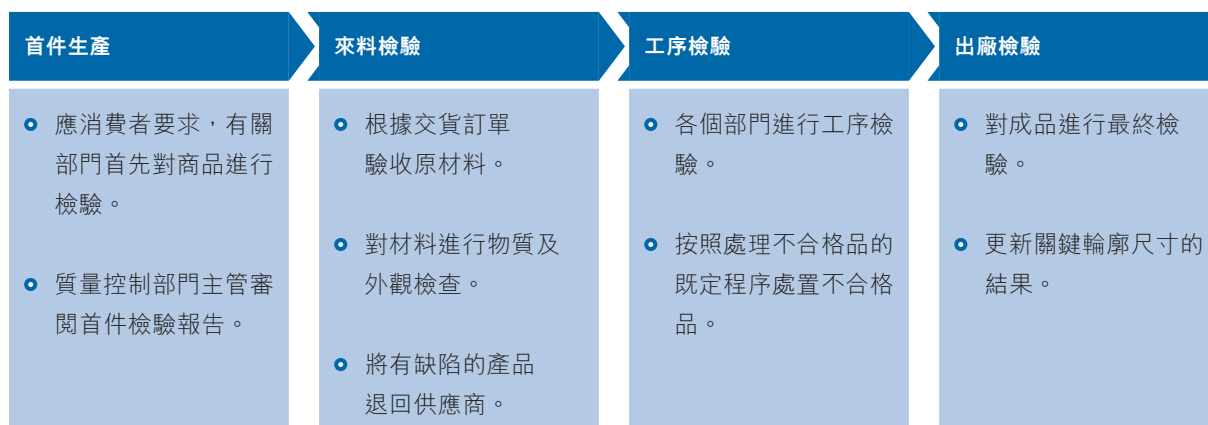 首件生產
應消費者要求，有關
部門首先對商品進行
檢驗。
質量控制部門主管審
閱首件檢驗報告。
來料檢驗
根據交貨訂單
驗收原材料。
對材料進行物質及
外觀檢查。
將有缺陷的產品
退回供應商。
工序檢驗
各個部門進行工序檢
驗。
按照處理不合格品的
既定程序處置不合格
品。
出廠檢驗
對成品進行最終檢
驗。
更新關鍵輪廓尺寸的
結果。